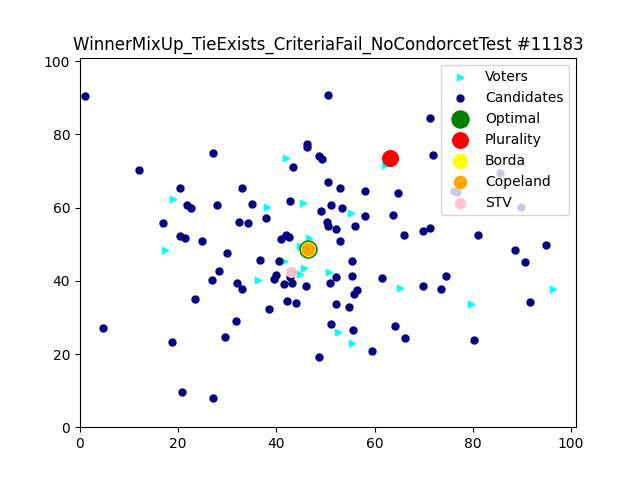 WinnerMixUp_TieExists_CriteriaFail_NoCondorcetTest #11183
Voters
Candidates
Optimal
Plurality
Borda
Copeland
STV
100
80
60
40
20
0
0 20 40 60 80 100